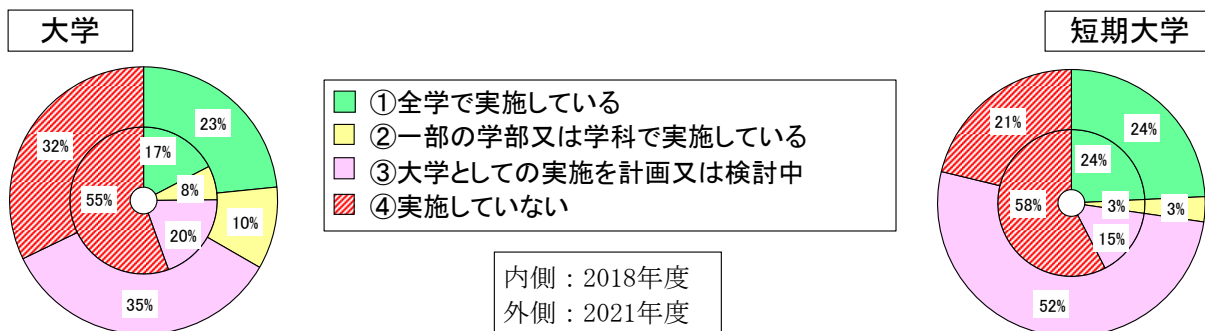 大学
短期大学
①全学で実施している
②一部の学部又は学科で実施している
③大学としての実施を計画又は検討中
④実施していない
内側：2018年度
外側：2021年度
23%
10%
35%
32%
17%
8%
20%
55%
24%
3%
52%
21%
24%
3%
15%
58%